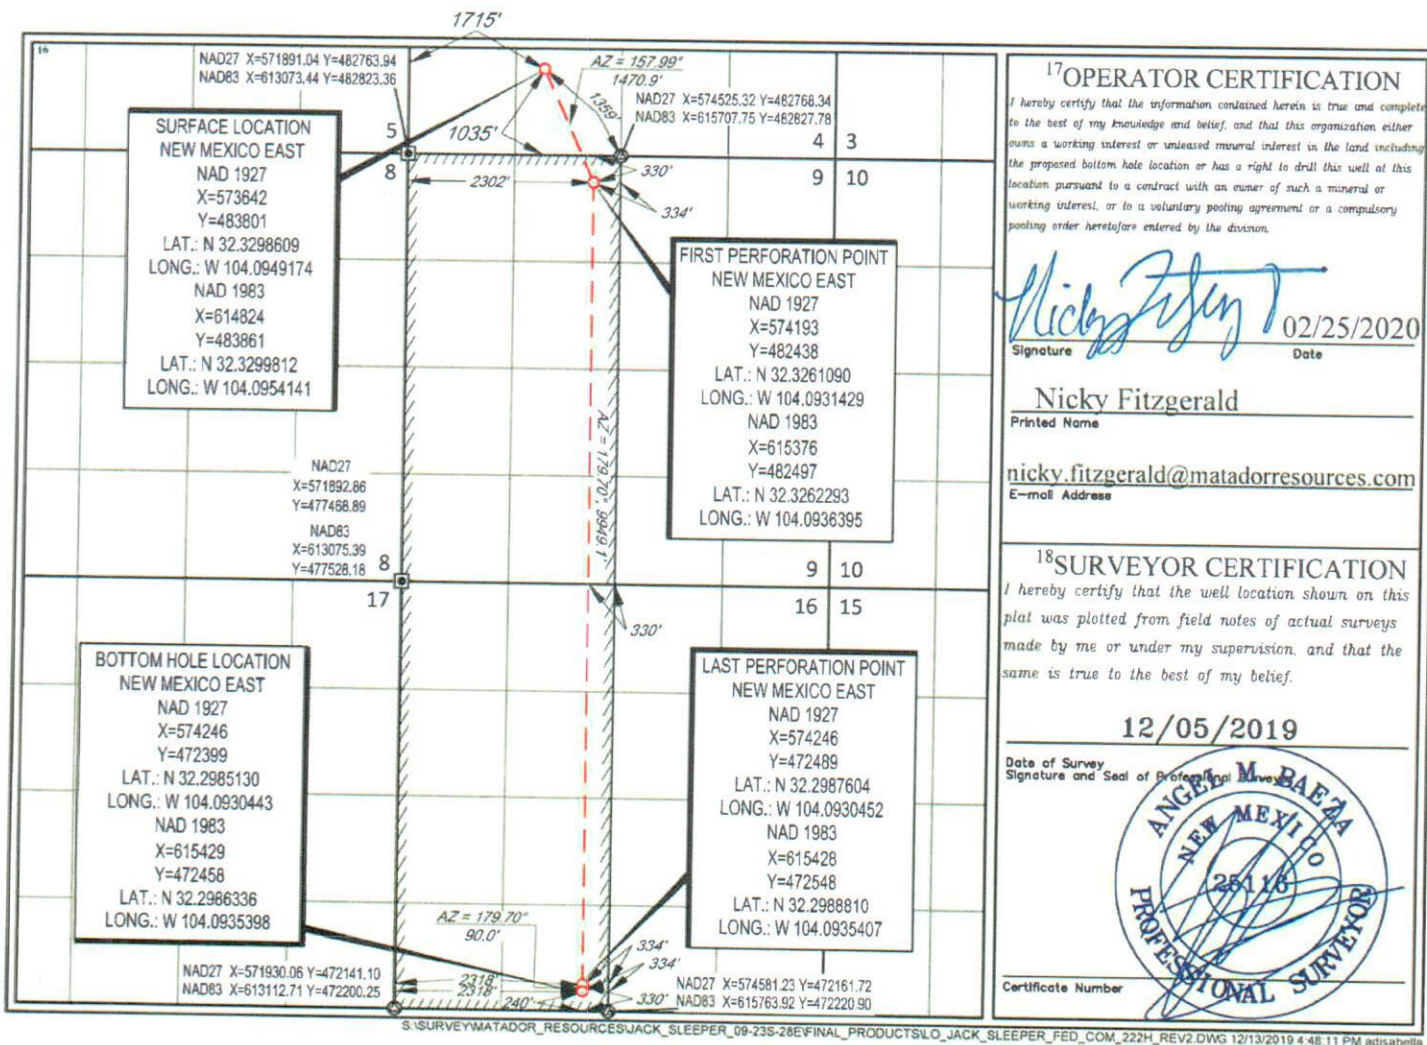 16
1715'
NAD27 X=571891.04 Y=482763.94
NAD83 X=613073.44 Y=482823.36
AZ = 157.99°
1470.9'
1359'
1035'
NAD27 X=574525.32 Y=482768.34
NAD83 X=615707.75 Y=482827.78
5
8
4 3
9 10
2302'
330'
334'
SURFACE LOCATION
NEW MEXICO EAST
NAD 1927
X=573642
Y=483801
LAT.: N 32.3298609
LONG.: W 104.0949174
NAD 1983
X=614824
Y=483861
LAT.: N 32.3299812
LONG.: W 104.0954141
FIRST PERFORATION POINT
NEW MEXICO EAST
NAD 1927
X=574193
Y=482438
LAT.: N 32.3261090
LONG.: W 104.0931429
NAD 1983
X=615376
Y=482497
LAT.: N 32.3262293
LONG.: W 104.0936395
AZ = 179.70°, 9949.1'
NAD27
X=571892.86
Y=477468.89
NAD83
X=613075.39
Y=477528.18
8
17
9 10
16 15
330'
BOTTOM HOLE LOCATION
NEW MEXICO EAST
NAD 1927
X=574246
Y=472399
LAT.: N 32.2985130
LONG.: W 104.0930443
NAD 1983
X=615429
Y=472458
LAT.: N 32.2986336
LONG.: W 104.0935398
LAST PERFORATION POINT
NEW MEXICO EAST
NAD 1927
X=574246
Y=472489
LAT.: N 32.2987604
LONG.: W 104.0930452
NAD 1983
X=615428
Y=472548
LAT.: N 32.2988810
LONG.: W 104.0935407
AZ = 179.70°
90.0'
334'
334'
NAD27 X=571930.06 Y=472141.10
NAD83 X=613112.71 Y=472200.25
2318'
2318'
240'
330'
NAD27 X=574581.23 Y=472161.72
NAD83 X=615763.92 Y=472220.90
17OPERATOR CERTIFICATION
I hereby certify that the information contained herein is true and complete
to the best of my knowledge and belief, and that this organization either
owns a working interest or unleased mineral interest in the land including
the proposed bottom hole location or has a right to drill this well at this
location pursuant to a contract with an owner of such a mineral or
working interest, or to a voluntary pooling agreement or a compulsory
pooling order heretofore entered by the division.
02/25/2020
Signature Date
Nicky Fitzgerald
Printed Name
nicky.fitzgerald@matadorresources.com
E-mail Address
18SURVEYOR CERTIFICATION
I hereby certify that the well location shown on this
plat was plotted from field notes of actual surveys
made by me or under my supervision, and that the
same is true to the best of my belief.
12/05/2019
Date of Survey
Signature and Seal of Professional Surveyor
ANGEL M. BAEZA
NEW MEXICO
25116
PROFESSIONAL SURVEYOR
Certificate Number
S:\SURVEY\MATADOR_RESOURCES\JACK_SLEEPER_09-23S-28E\FINAL_PRODUCTS\LO_JACK_SLEEPER_FED_COM_222H_REV2.DWG 12/13/2019 4:48:11 PM adisabella